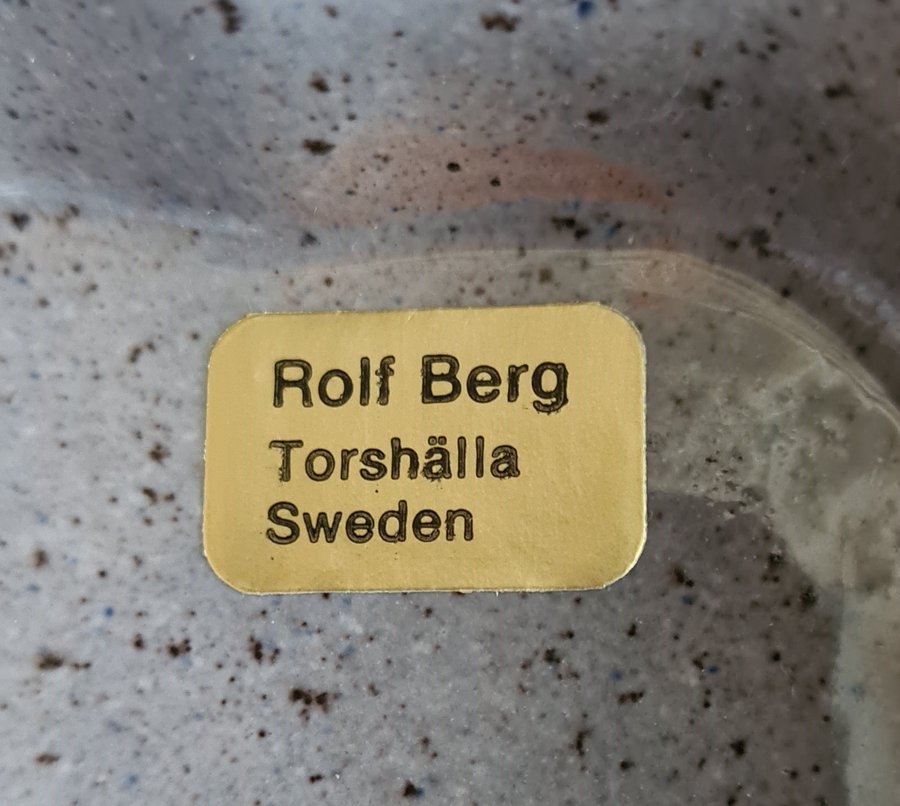 Rolf Berg
Torshälla
Sweden